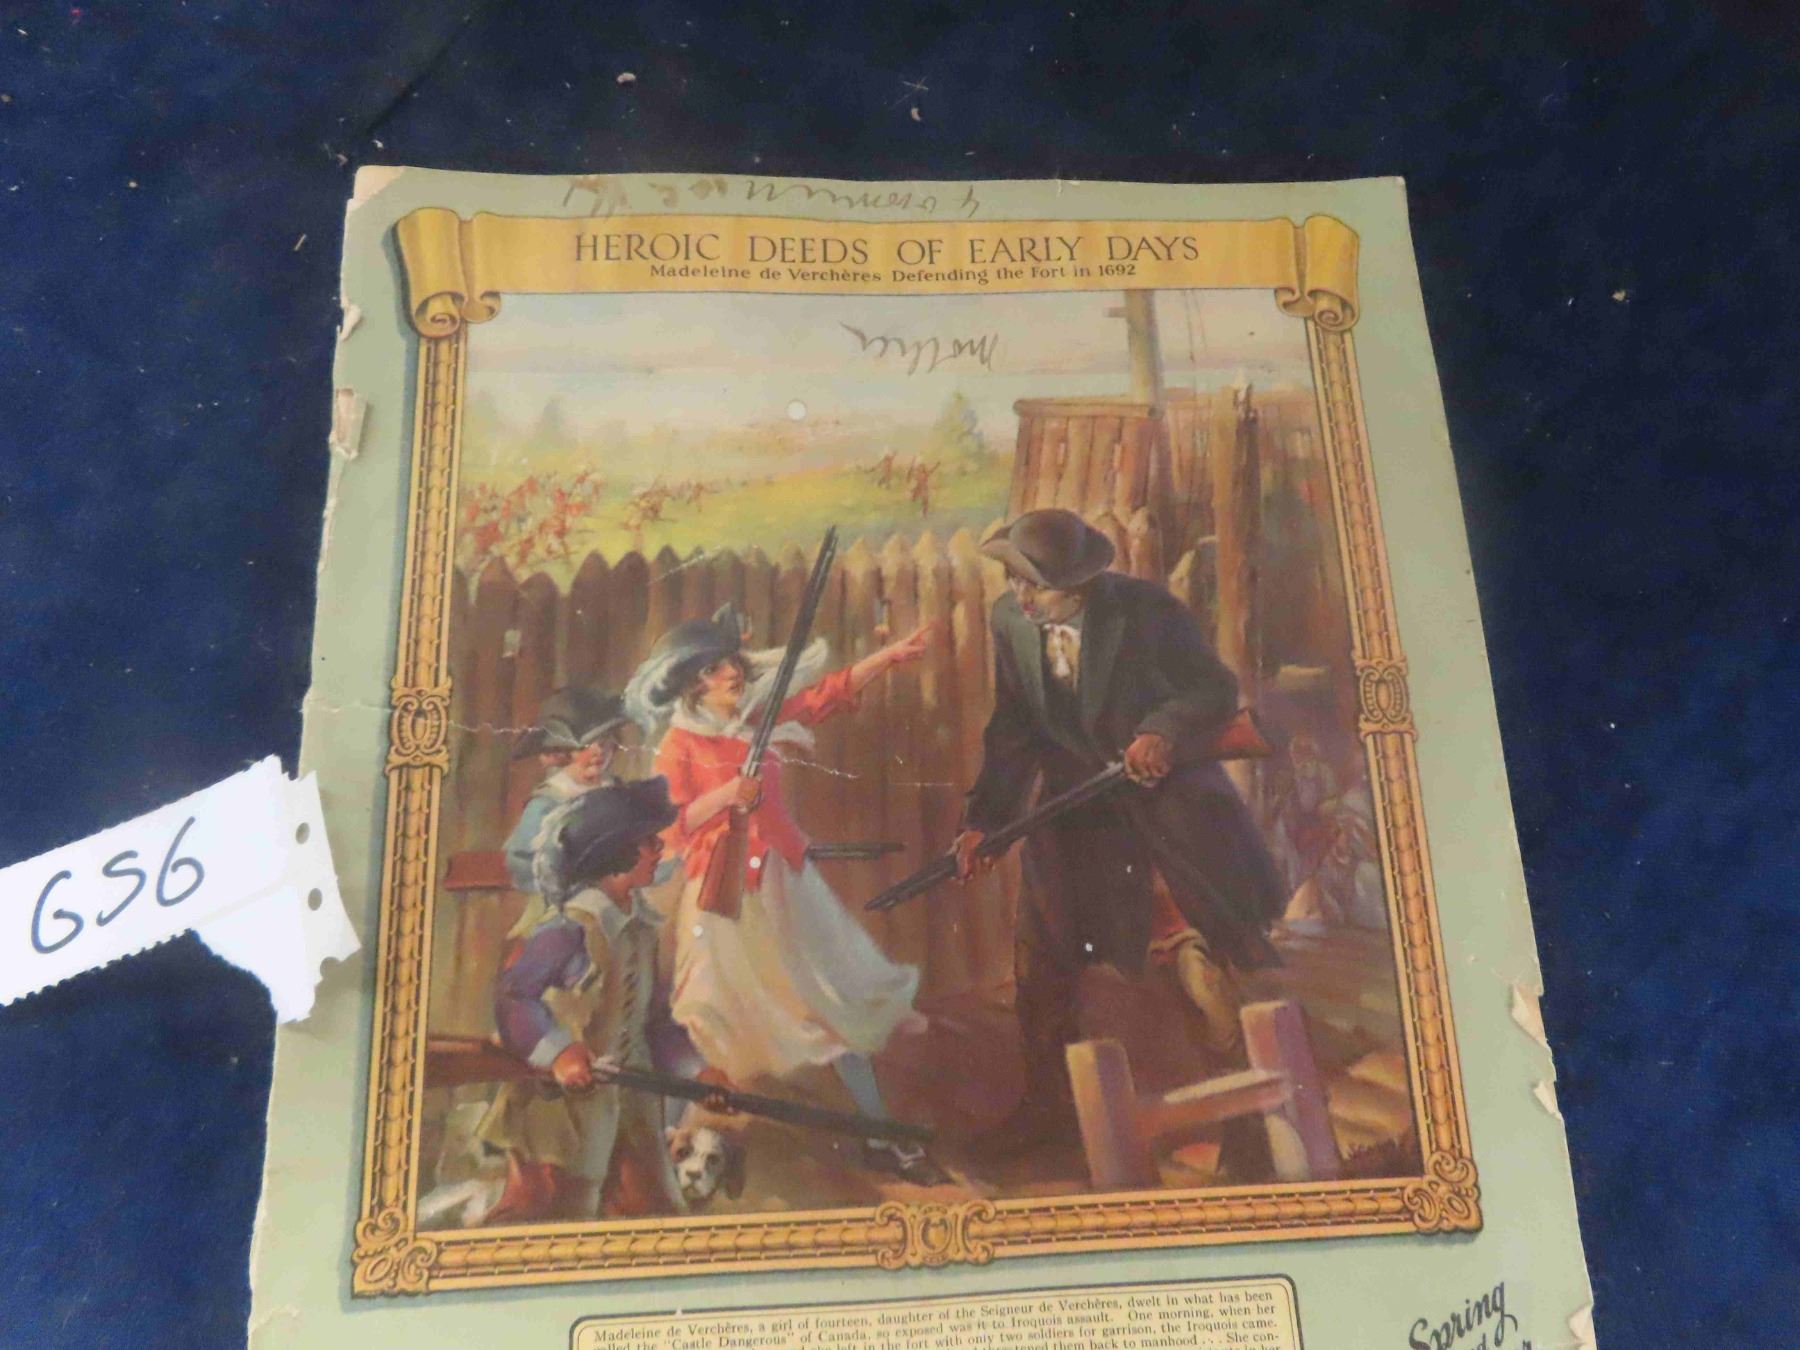 HEROIC DEEDS OF EARLY DAYS
Madeleine de Verchères Defending the Fort in 1692
Mother
GS6
Madeleine de Verchères, a girl of fourteen, daughter of the Seigneur de Verchères, dwelt in what has been
called the "Castle Dangerous" of Canada, so exposed was it to Iroquois assault. One morning, when her
left in the fort with only two soldiers for garrison, the Iroquois came.
threatened them back to manhood . . . She con-
Spring